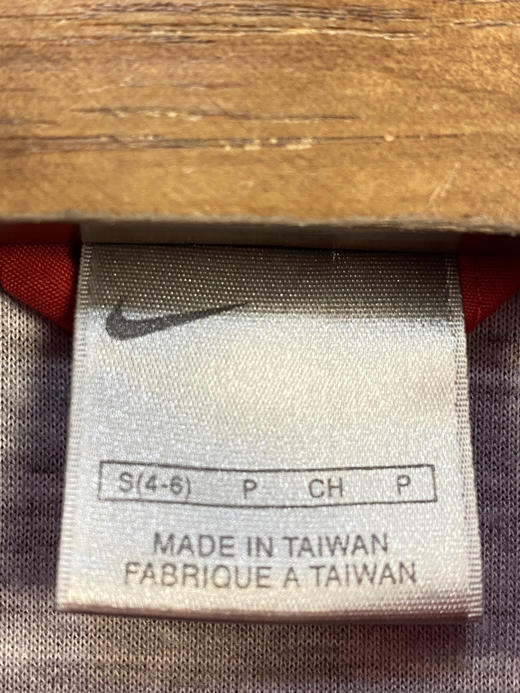 S(4-6) P CH P
MADE IN TAIWAN
FABRIQUE A TAIWAN